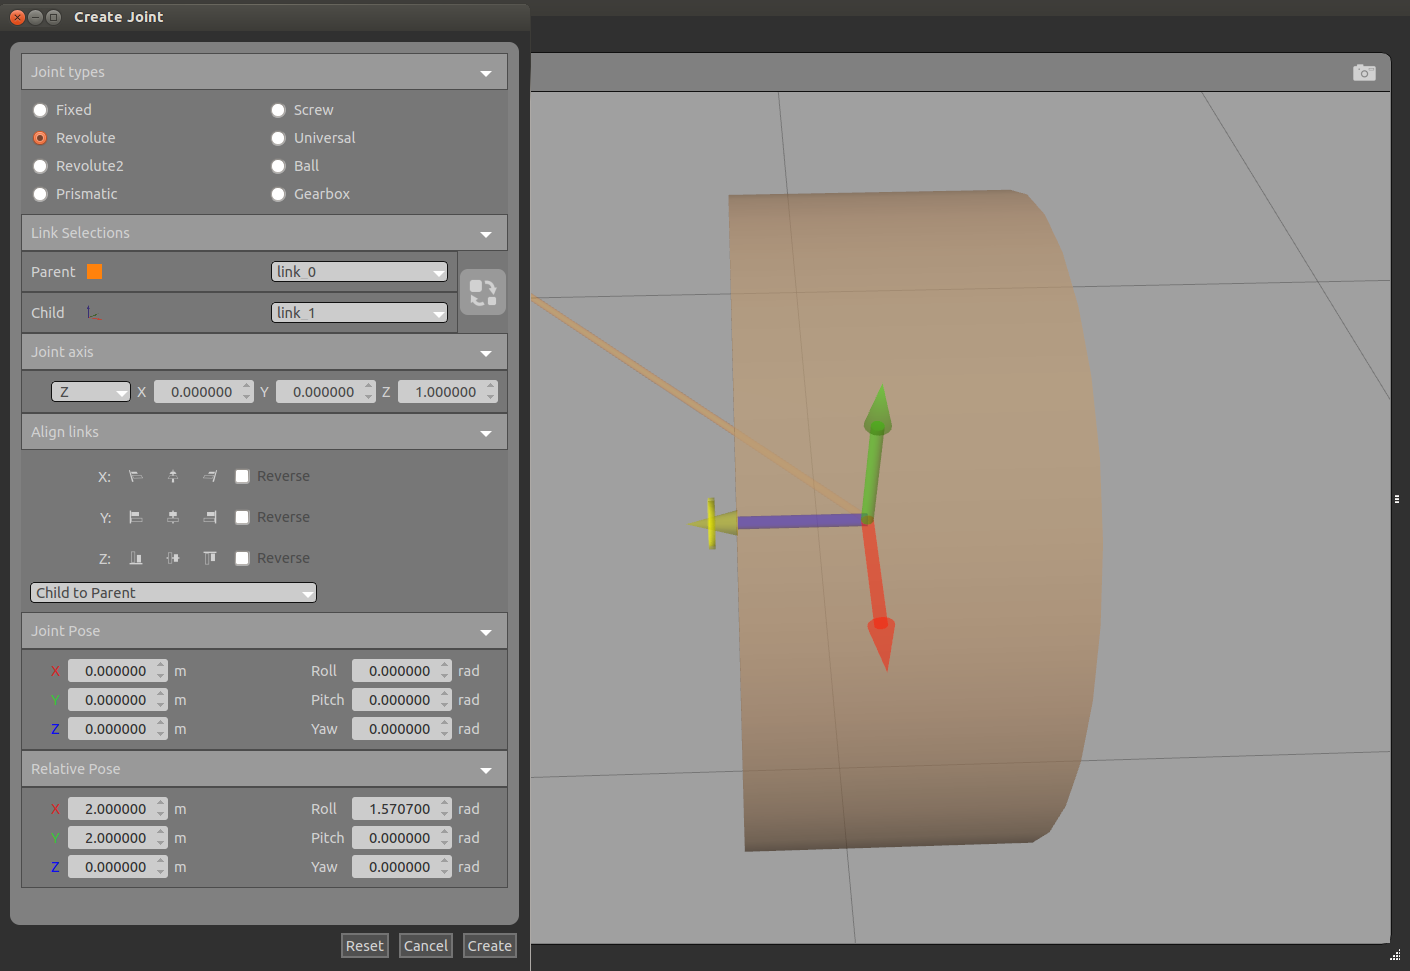 Create Joint
Joint types
Fixed Screw
Revolute Universal
Revolute2 Ball
Prismatic Gearbox
Link Selections
Parent link_0
Child link_1
Joint axis
Z X 0.000000 Y 0.000000 Z 1.000000
Align links
X: Reverse
Y: Reverse
Z: Reverse
Child to Parent
Joint Pose
X 0.000000 m Roll 0.000000 rad
Y 0.000000 m Pitch 0.000000 rad
Z 0.000000 m Yaw 0.000000 rad
Relative Pose
X 2.000000 m Roll 1.570700 rad
Y 2.000000 m Pitch 0.000000 rad
Z 0.000000 m Yaw 0.000000 rad
Reset Cancel Create